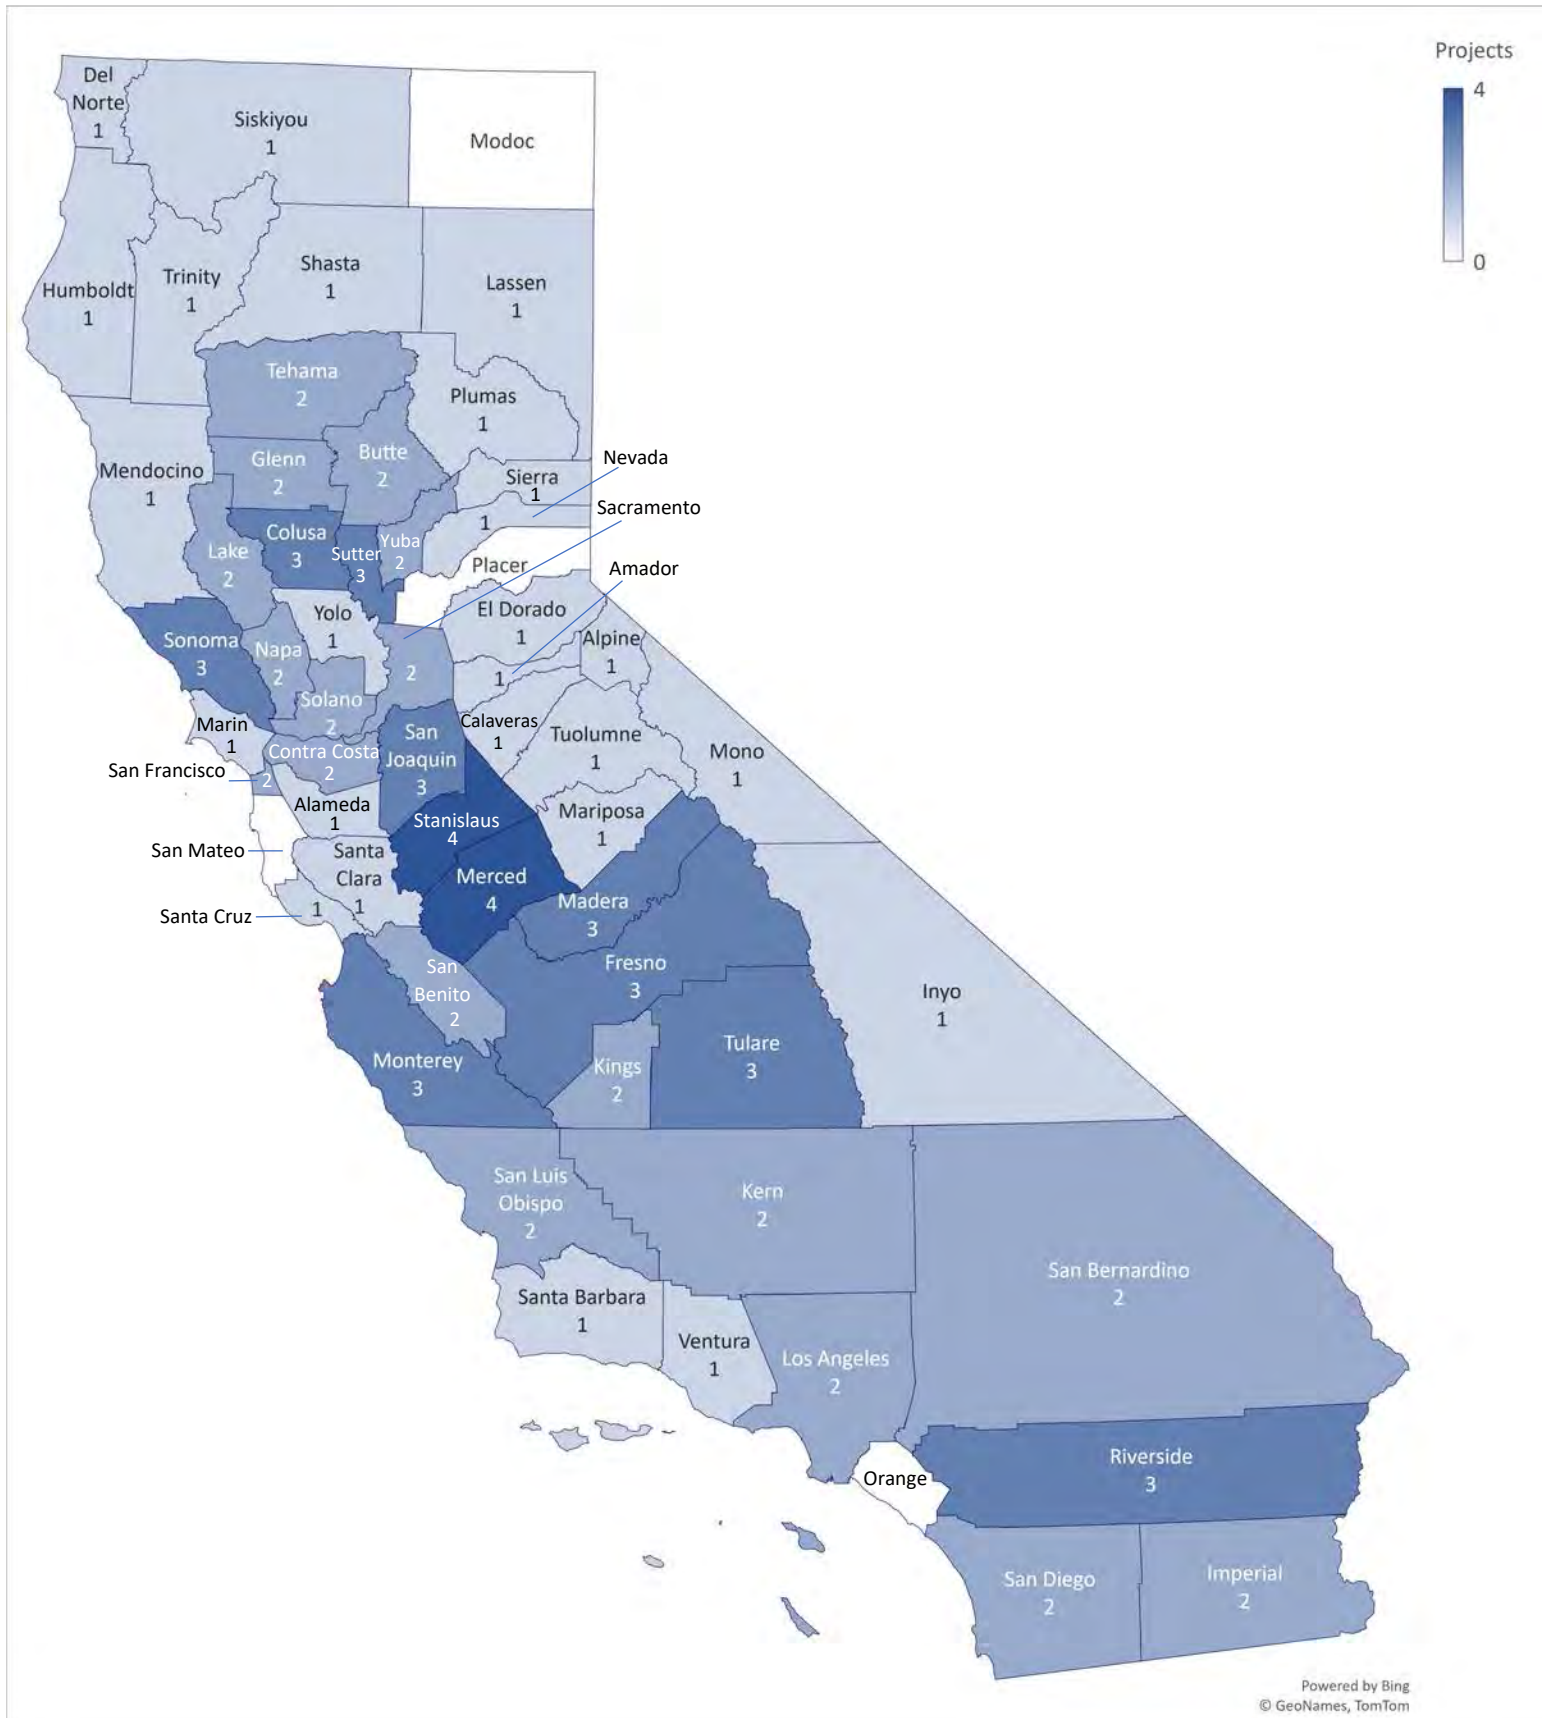 Projects
4
0
Del
Norte
1
Siskiyou
1
Modoc
Humboldt
1
Trinity
1
Shasta
1
Lassen
1
Tehama
2
Plumas
1
Mendocino
1
Glenn
2
Butte
2
Sierra
1
Nevada
1
Sacramento
2
Colusa
3
Sutter
3
Yuba
2
Lake
2
Placer
Amador
1
El Dorado
1
Alpine
1
Yolo
1
Sonoma
3
Napa
2
Solano
2
Marin
1
Contra Costa
2
San
Joaquin
3
Calaveras
1
Tuolumne
1
Mono
1
San Francisco
2
Alameda
1
Stanislaus
4
Mariposa
1
San Mateo
Santa
Clara
1
Merced
4
Madera
3
Santa Cruz
1
San
Benito
2
Fresno
3
Inyo
1
Monterey
3
Kings
2
Tulare
3
San Luis
Obispo
2
Kern
2
San Bernardino
2
Santa Barbara
1
Ventura
1
Los Angeles
2
Orange
Riverside
3
San Diego
2
Imperial
2
Powered by Bing
© GeoNames, TomTom